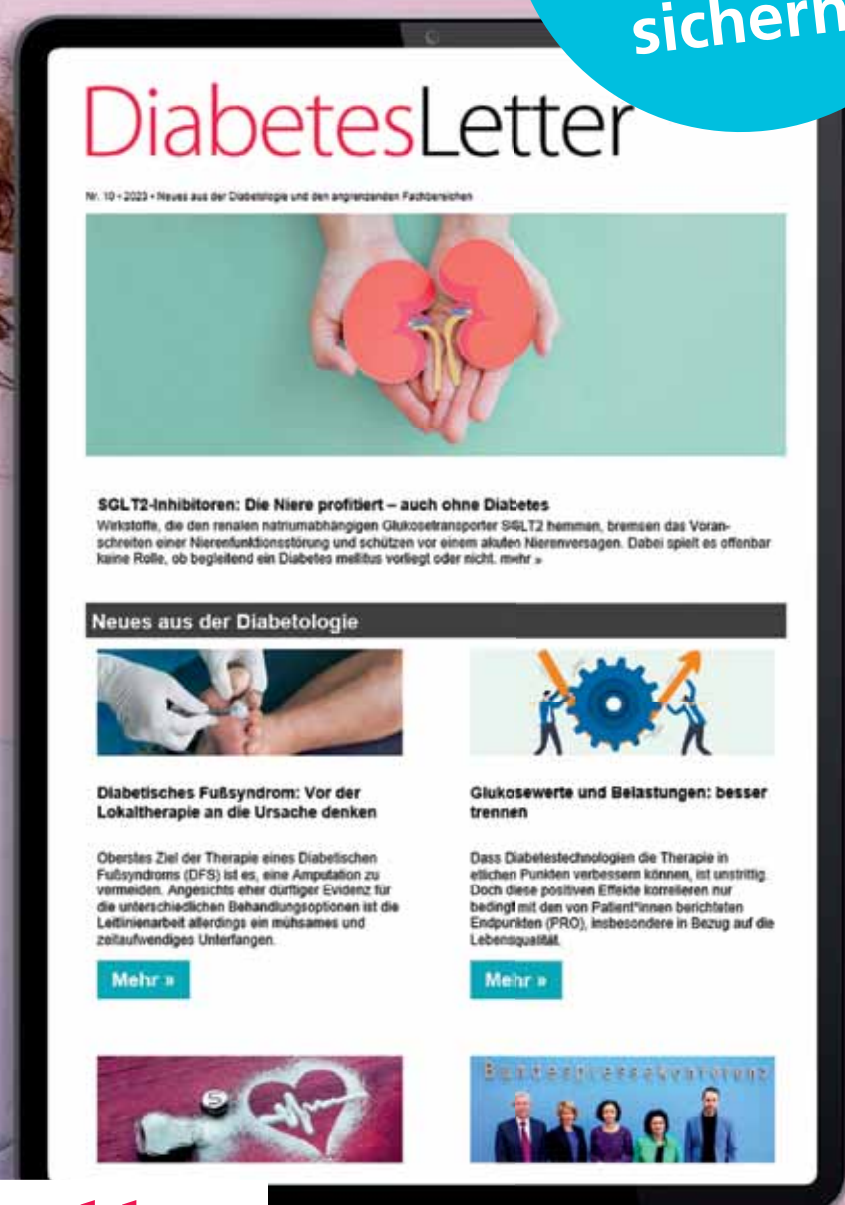 sichern
DiabetesLetter
Nr. 10 • 2023 • Neues aus der Diabetologie und den angrenzenden Fachbereichen
SGLT2-Inhibitoren: Die Niere profitiert – auch ohne Diabetes
Wirkstoffe, die den renalen natriumabhängigen Glukosetransporter SGLT2 hemmen, bremsen das Voran-
schreiten einer Nierenfunktionsstörung und schützen vor einem akuten Nierenversagen. Dabei spielt es offenbar
keine Rolle, ob begleitend ein Diabetes mellitus vorliegt oder nicht. mehr »
Neues aus der Diabetologie
Diabetisches Fußsyndrom: Vor der
Lokaltherapie an die Ursache denken
Oberstes Ziel der Therapie eines Diabetischen
Fußsyndroms (DFS) ist es, eine Amputation zu
vermeiden. Angesichts eher dürftiger Evidenz für
die unterschiedlichen Behandlungsoptionen ist die
Leitlinienarbeit allerdings ein mühsames und
zeitaufwendiges Unterfangen.
Mehr »
Glukosewerte und Belastungen: besser
trennen
Dass Diabetestechnologien die Therapie in
etlichen Punkten verbessern können, ist unstrittig.
Doch diese positiven Effekte korrelieren nur
bedingt mit den von Patient*innen berichteten
Endpunkten (PRO), insbesondere in Bezug auf die
Lebensqualität.
Mehr »
S
Bundespressekonferenz